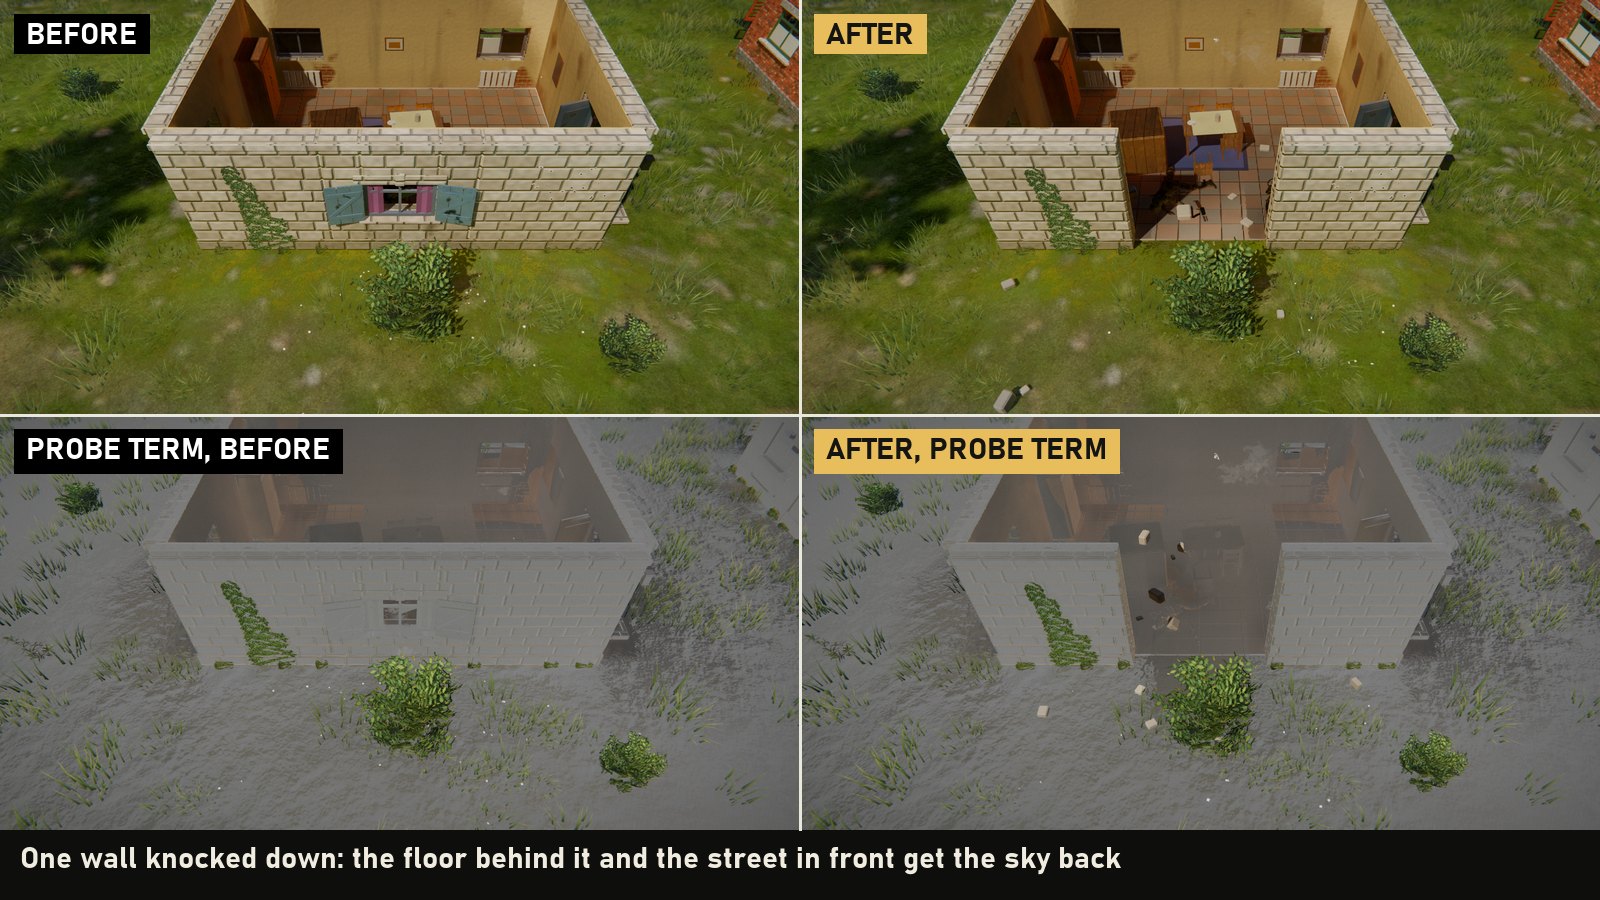 BEFORE
AFTER
PROBE TERM, BEFORE
AFTER, PROBE TERM
One wall knocked down: the floor behind it and the street in front get the sky back